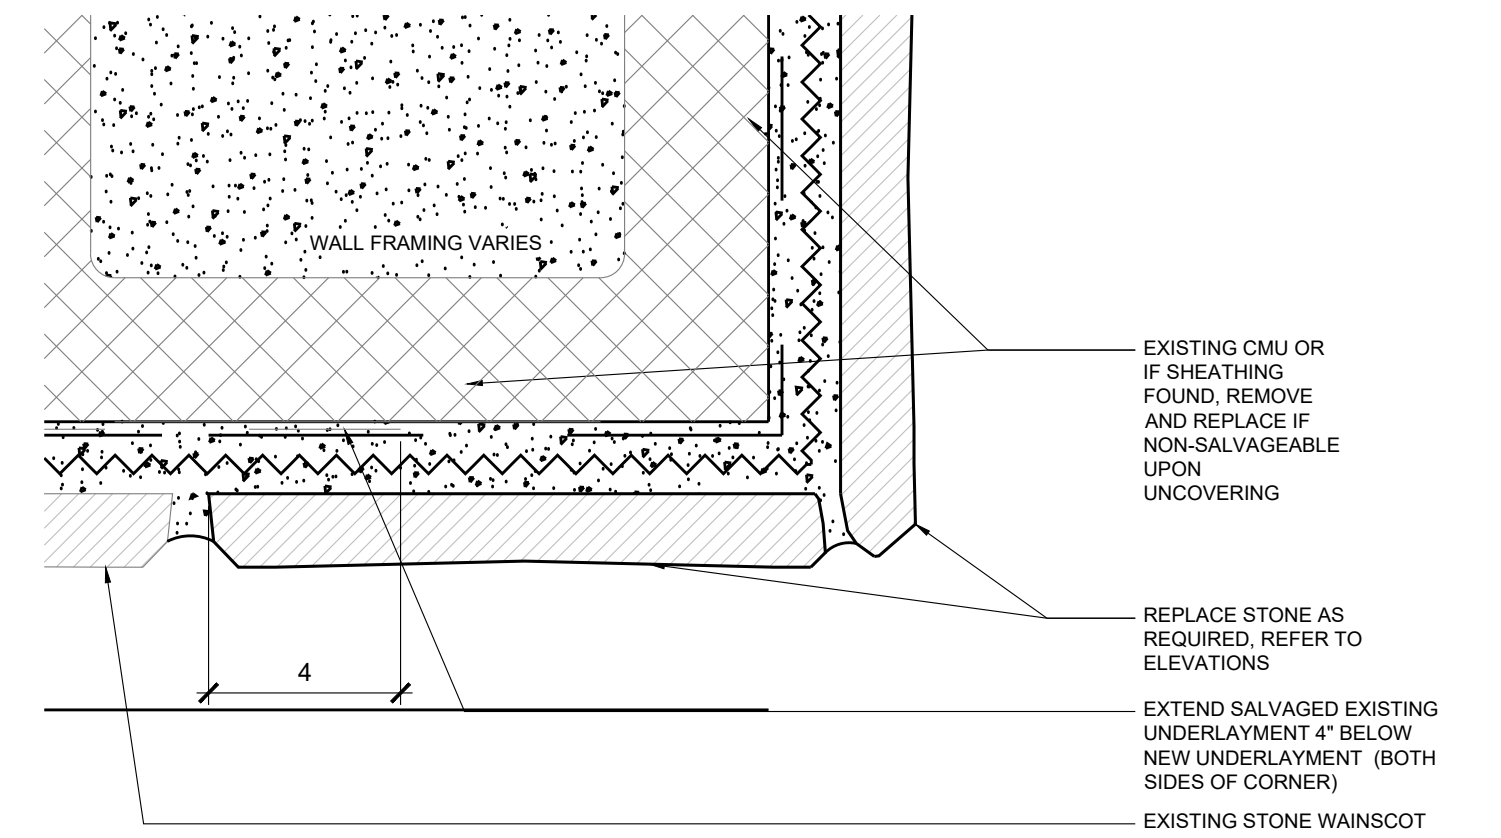 WALL FRAMING VARIES
EXISTING CMU OR
IF SHEATHING
FOUND, REMOVE
AND REPLACE IF
NON-SALVAGEABLE
UPON
UNCOVERING
REPLACE STONE AS
REQUIRED, REFER TO
ELEVATIONS
4
EXTEND SALVAGED EXISTING
UNDERLAYMENT 4" BELOW
NEW UNDERLAYMENT (BOTH
SIDES OF CORNER)
EXISTING STONE WAINSCOT